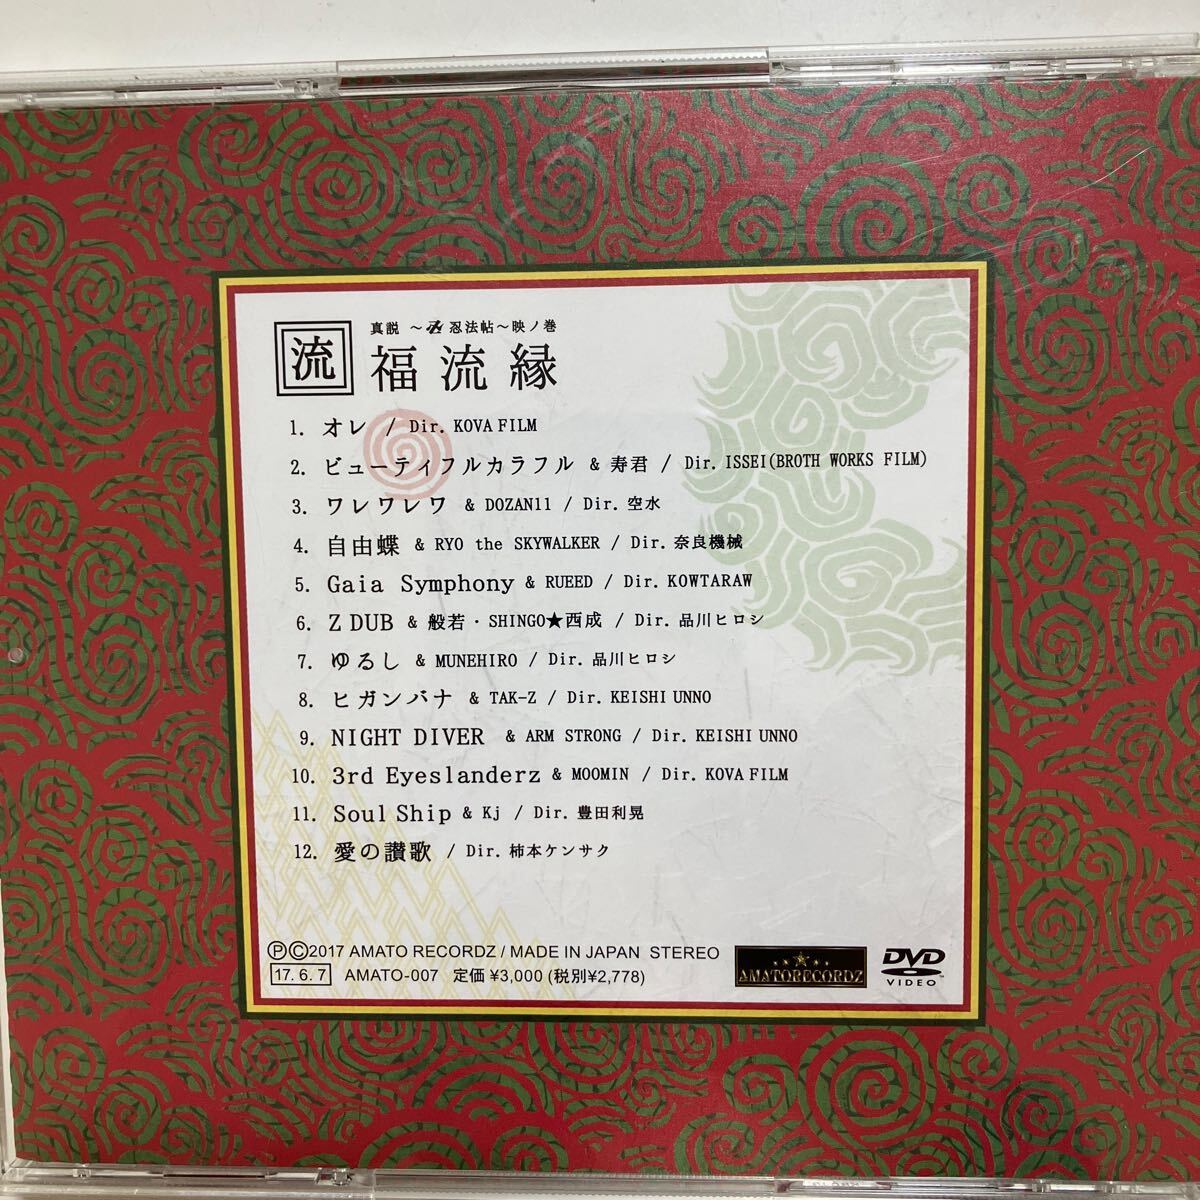 真説 〜Z忍法帖〜映ノ巻
流 福流縁
1. オレ / Dir. KOVA FILM
2. ビューティフルカラフル & 寿君 / Dir. ISSEI(BROTH WORKS FILM)
3. ワレワレワ & DOZAN11 / Dir. 空水
4. 自由蝶 & RYO the SKYWALKER / Dir. 奈良機械
5. Gaia Symphony & RUEED / Dir. KOWTARAW
6. Z DUB & 般若・SHINGO★西成 / Dir. 品川ヒロシ
7. ゆるし & MUNEHIRO / Dir. 品川ヒロシ
8. ヒガンバナ & TAK-Z / Dir. KEISHI UNNO
9. NIGHT DIVER & ARM STRONG / Dir. KEISHI UNNO
10. 3rd Eyeslanderz & MOOMIN / Dir. KOVA FILM
11. Soul Ship & Kj / Dir. 豊田利晃
12. 愛の讃歌 / Dir. 柿本ケンサク
ⓅⒸ2017 AMATO RECORDZ / MADE IN JAPAN STEREO
17. 6. 7 AMATO-007 定価 ¥3,000 (税別¥2,778)
AMATORECORDZ
DVD
VIDEO